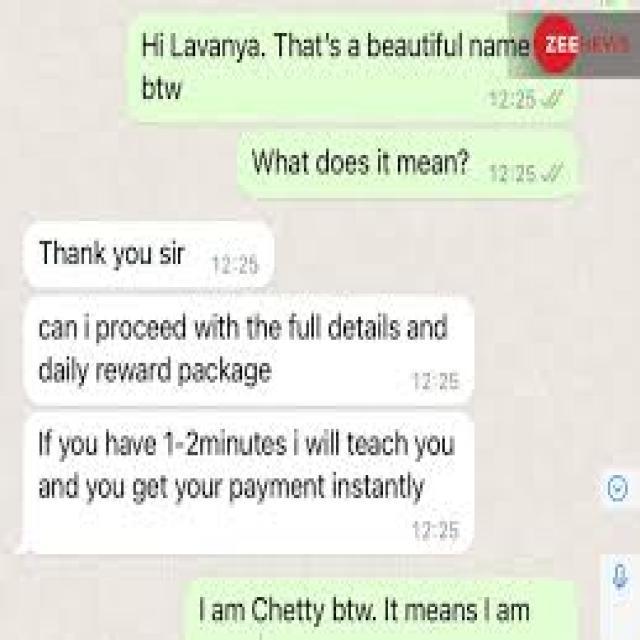 Hi Lavanya. That's a beautiful name
ZEE NEWS
btw
12:25
What does it mean? 12:25
Thank you sir 12:25
can i proceed with the full details and
daily reward package
12:25
If you have 1-2minutes i will teach you
and you get your payment instantly
12:25
I am Chetty btw. It means I am